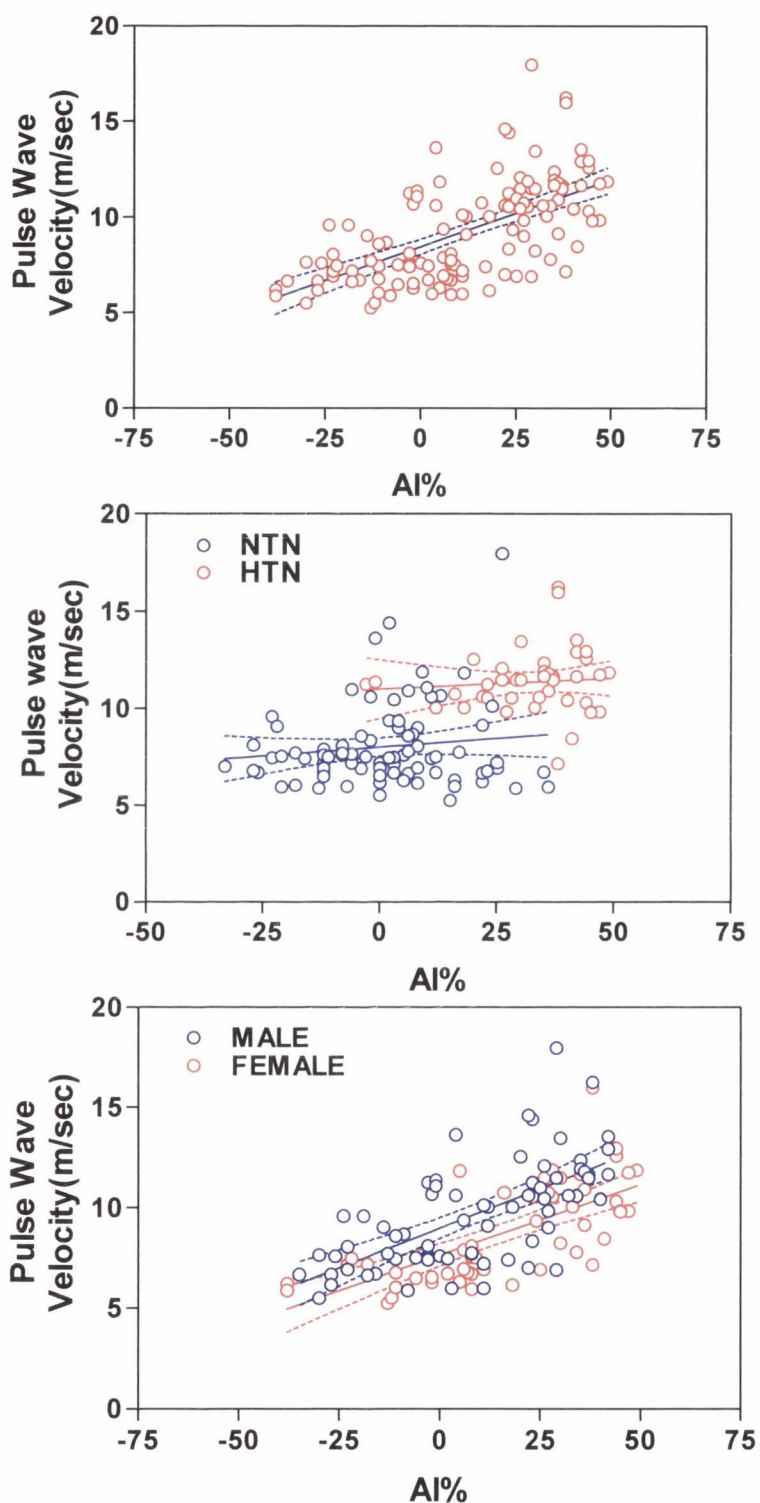 Pulse Wave
Velocity(m/sec)
20
15
10
5
0
-75 -50 -25 0 25 50 75
AI%
Pulse wave
Velocity(m/sec)
20
15
10
5
0
NTN
HTN
-50 -25 0 25 50 75
AI%
Pulse Wave
Velocity(m/sec)
20
15
10
5
0
MALE
FEMALE
-75 -50 -25 0 25 50 75
AI%